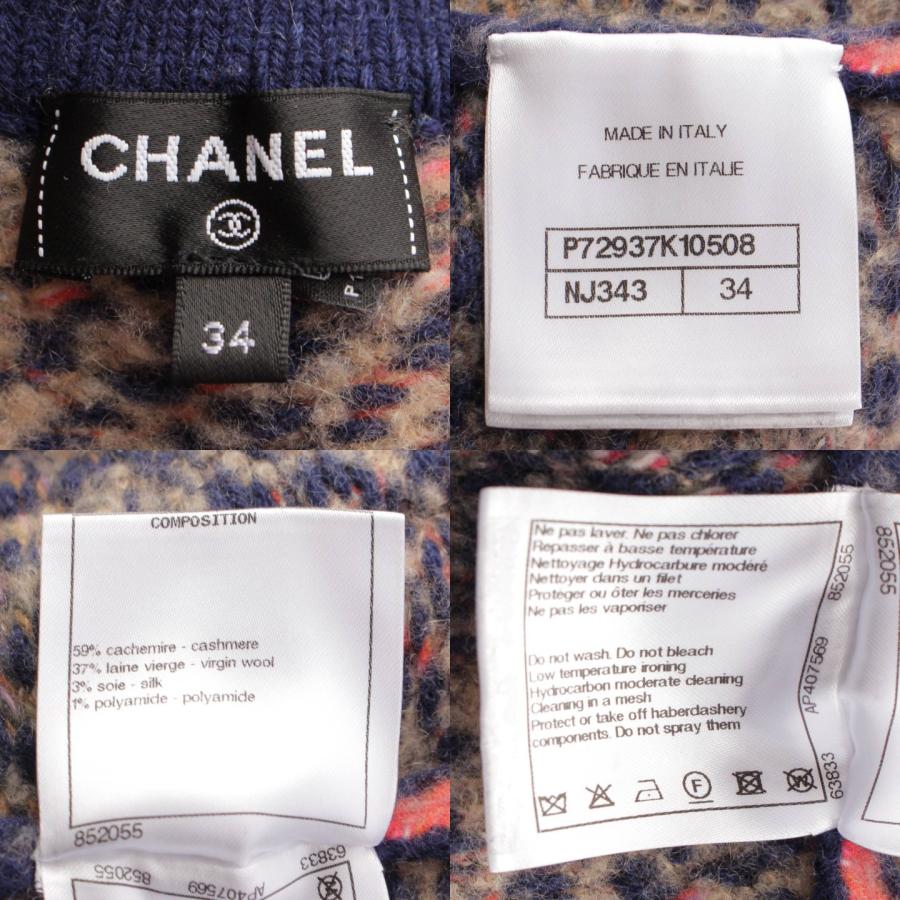 CHANEL
34
P
MADE IN ITALY
FABRIQUE EN ITALIE
P72937K10508
NJ343 34
COMPOSITION
59% cachemire - cashmere
37% laine vierge - virgin wool
3% soie - silk
1% polyamide - polyamide
852055
63833
852055
AP407569
Ne pas laver. Ne pas chlorer
Repasser à basse température
Nettoyage Hydrocarbure modéré
Nettoyer dans un filet
Proteger ou ôter les merceries
Ne pas les vaporiser
Do not wash. Do not bleach
Low temperature ironing
Hydrocarbon moderate cleaning
Cleaning in a mesh
Protect or take off haberdashery
components. Do not spray them
F
W
852055
AP407569
63833
852055